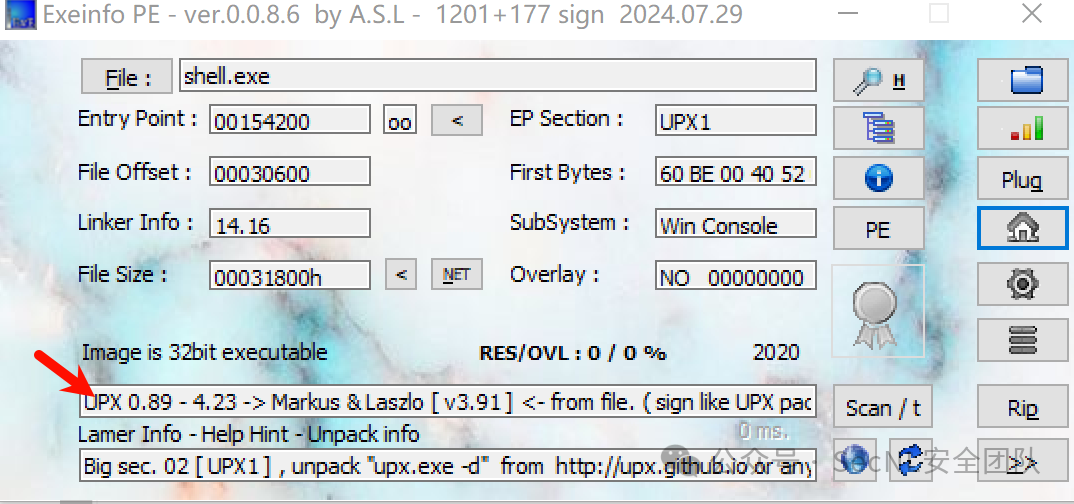 Exeinfo PE - ver.0.0.8.6 by A.S.L - 1201+177 sign 2024.07.29
File : shell.exe H
Entry Point : 00154200 oo < EP Section : UPX1
File Offset : 00030600 First Bytes : 60 BE 00 40 52 Plug
Linker Info : 14.16 SubSystem : Win Console PE
File Size : 00031800h < NET Overlay : NO 00000000
Image is 32bit executable RES/OVL : 0 / 0 % 2020
UPX 0.89 - 4.23 -> Markus & Laszlo [ v3.91 ] <- from file. ( sign like UPX pac Scan / t Rip
Lamer Info - Help Hint - Unpack info 0 ms.
Big sec. 02 [ UPX1 ] , unpack "upx.exe -d" from http://upx.github.io or any >>
公众号 · 安全团队